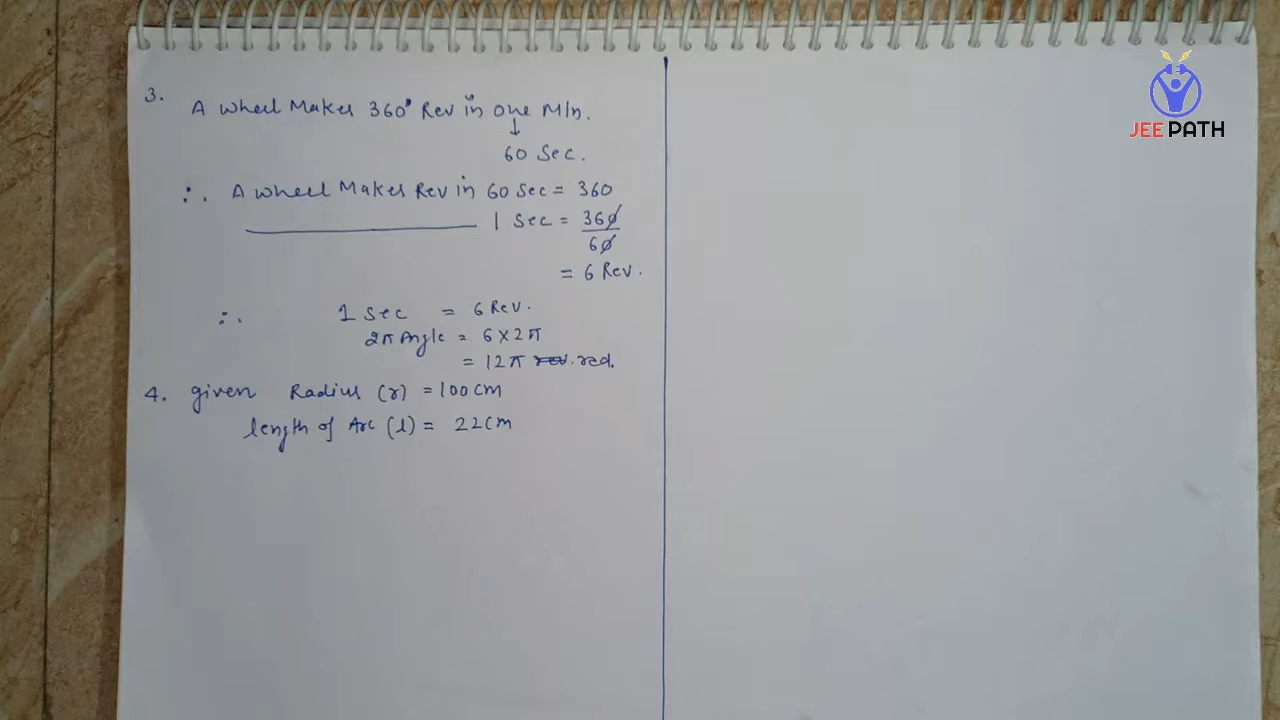 3.
A wheel Makes 360° Rev in One Min.
↓
60 Sec.
∴ A wheel Makes Rev in 60 Sec = 360
1 Sec = 360/60
= 6 Rev.
∴ 1 Sec = 6 Rev.
2π Angle = 6 × 2π
= 12π rev. red.
4. given Radius (r) = 100 cm
length of Arc (l) = 22 cm
JEE PATH